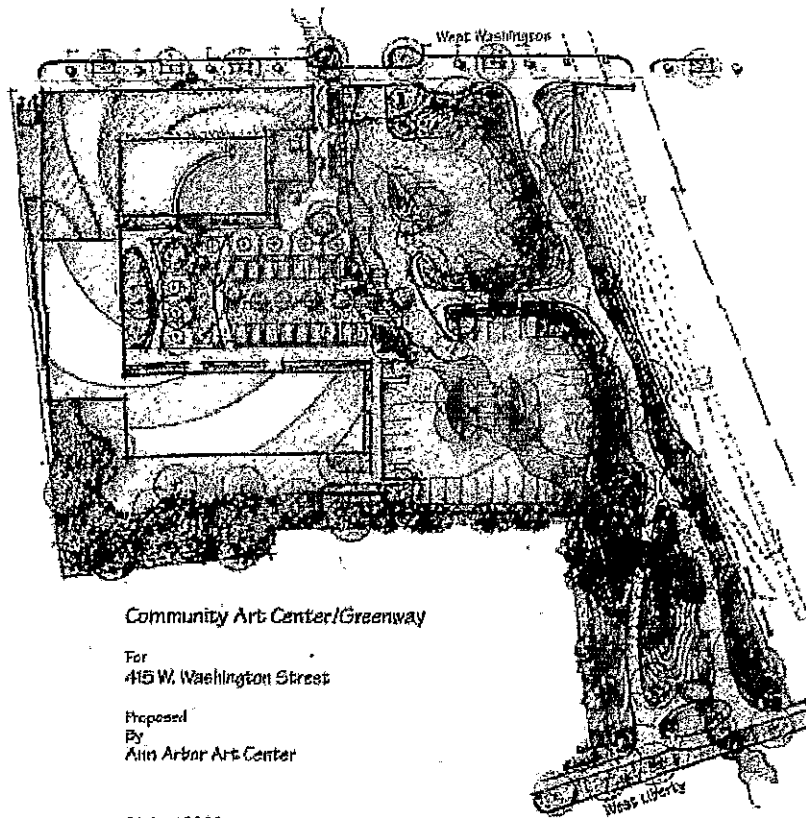 West Washington
Community Art Center/Greenway
For
415 W. Washington Street
Proposed
By
Ann Arbor Art Center
West Liberty